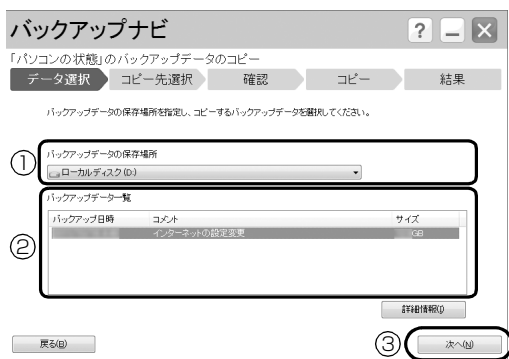 バックアップナビ
? － X
「パソコンの状態」のバックアップデータのコピー
データ選択 コピー先選択 確認 コピー 結果
バックアップデータの保存場所を指定し、コピーするバックアップデータを選択してください。
① バックアップデータの保存場所
ローカルディスク(D:)
② バックアップデータ一覧
バックアップ日時 コメント サイズ
インターネットの設定変更 GB
詳細情報(I)
戻る(B) ③ 次へ(N)